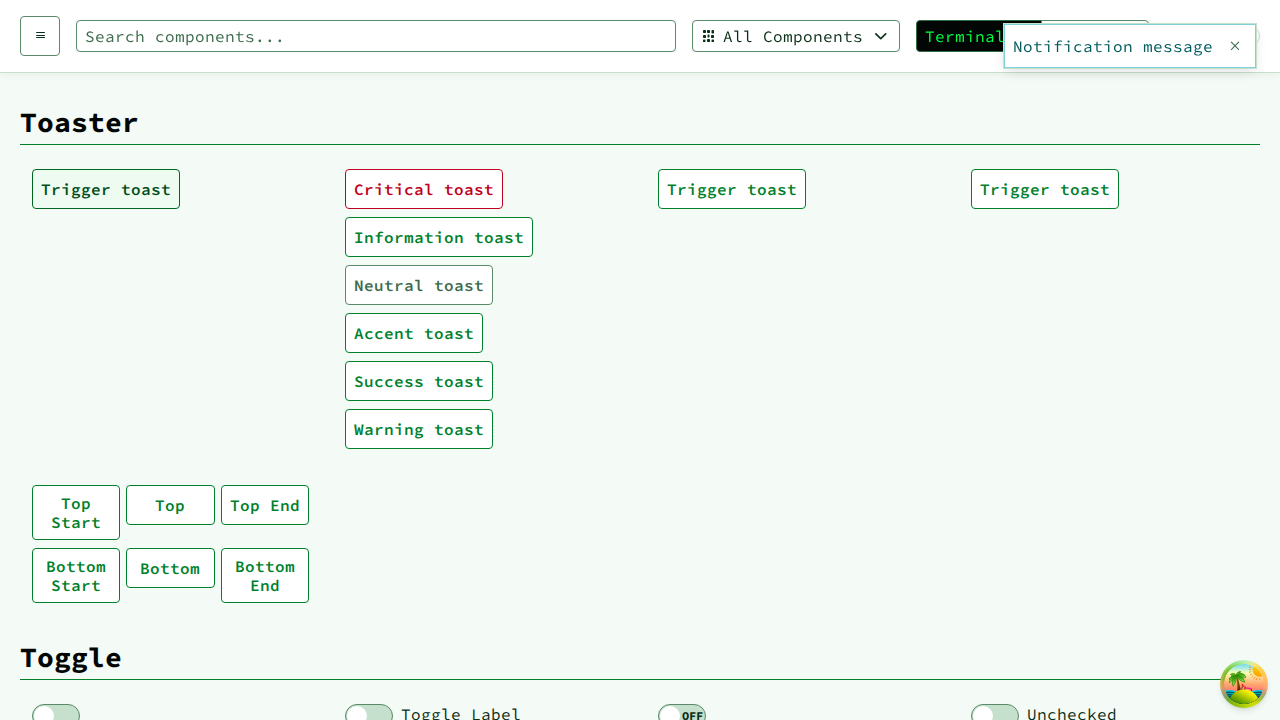 Search components...
All Components
Terminal
Notification message
Toaster
Trigger toast
Critical toast
Trigger toast
Trigger toast
Information toast
Neutral toast
Accent toast
Success toast
Warning toast
Top
Start
Top
Top End
Bottom
Start
Bottom
Bottom
End
Toggle
Toggle Label
OFF
Unchecked